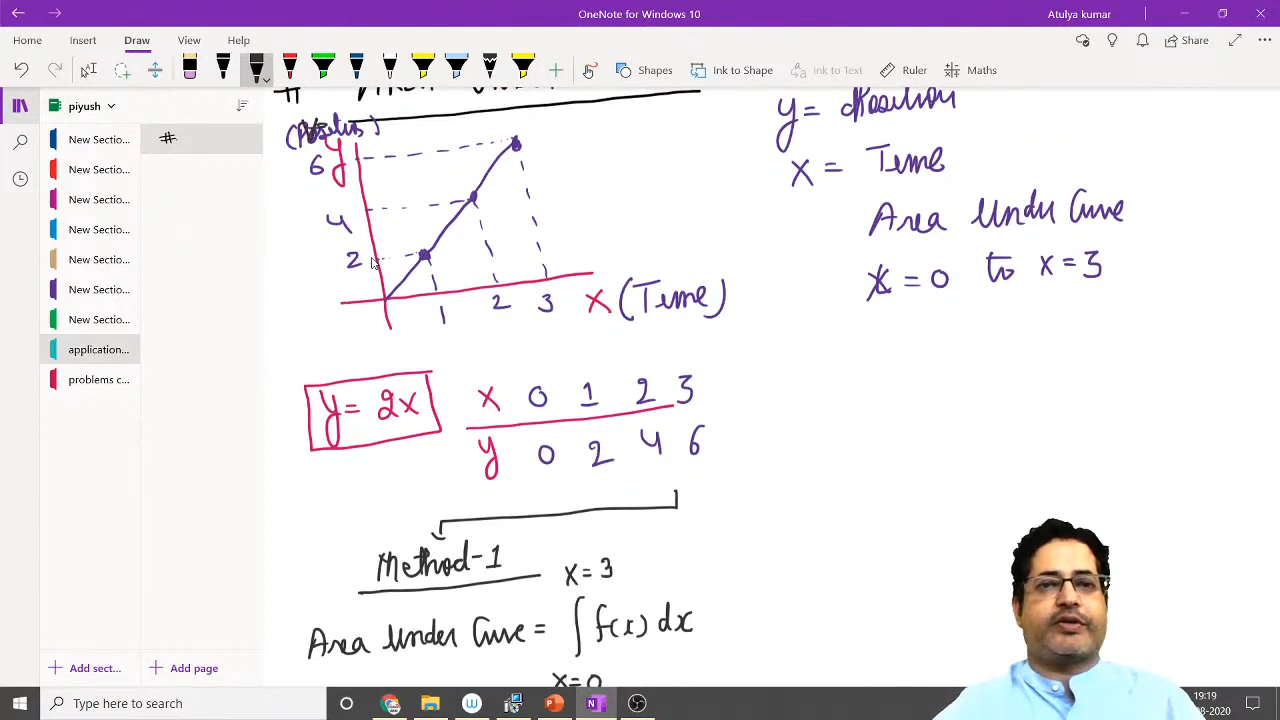 OneNote for Windows 10
Atulya kumar
Home Insert Draw View Help
Share
Shapes Ink to Shape Ink to Text Ruler Maths
piyush
#
New Sectio...
New Sectio...
New Sectio...
New Sectio...
New Sectio...
New Sectio...
New Sectio...
application...
problems c...
Add sect...
Add page
#
y
6
4
2
1 2 3 x (Time)
y = 2x
x 0 1 2 3
y 0 2 4 6
Method-1
x = 3
Area Under Curve = ∫ f(x) dx
x=0
y = Position
x = Time
Area Under Curve
x = 0 to x = 3
Type here to search
19:19
-08-2020